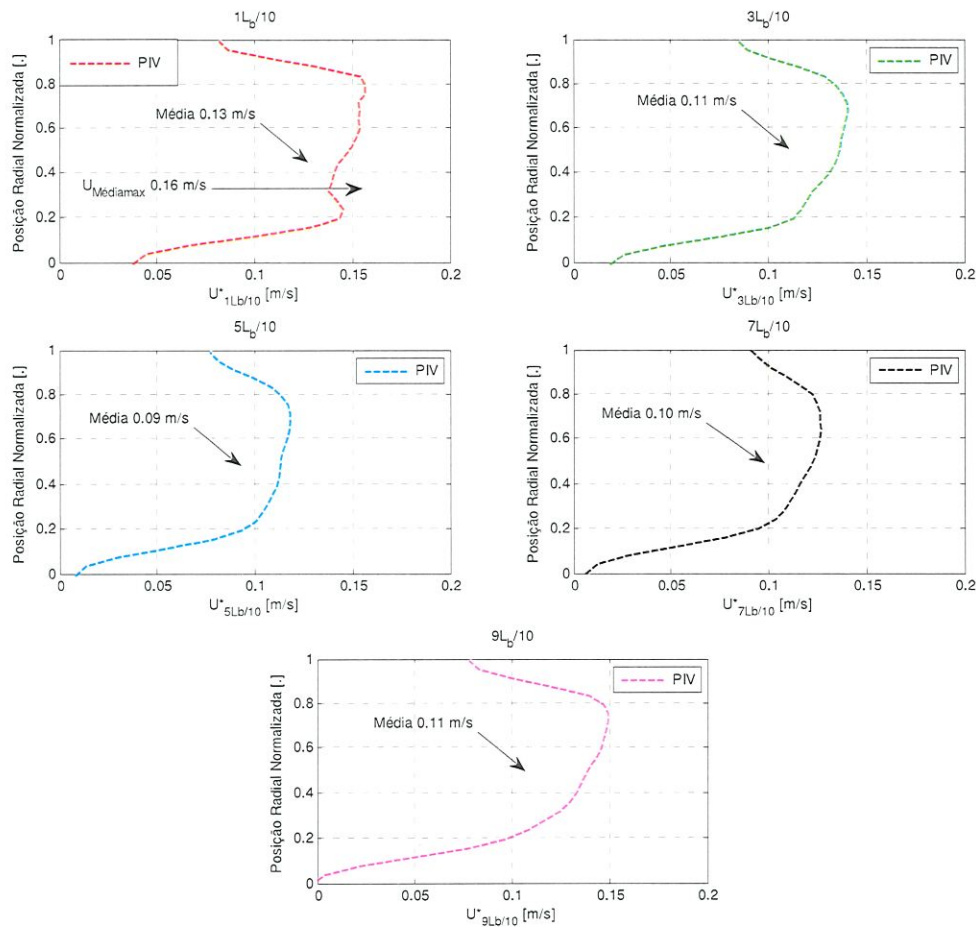 1L_b/10
Posição Radial Normalizada [.]
1
0.8
0.6
0.4
0.2
0
PIV
Média 0.13 m/s
U_Médiamax 0.16 m/s
0
0.05
0.1
0.15
0.2
U*_1Lb/10 [m/s]
3L_b/10
Posição Radial Normalizada [.]
1
0.8
0.6
0.4
0.2
0
PIV
Média 0.11 m/s
0
0.05
0.1
0.15
0.2
U*_3Lb/10 [m/s]
5L_b/10
Posição Radial Normalizada [.]
1
0.8
0.6
0.4
0.2
0
PIV
Média 0.09 m/s
0
0.05
0.1
0.15
0.2
U*_5Lb/10 [m/s]
7L_b/10
Posição Radial Normalizada [.]
1
0.8
0.6
0.4
0.2
0
PIV
Média 0.10 m/s
0
0.05
0.1
0.15
0.2
U*_7Lb/10 [m/s]
9L_b/10
Posição Radial Normalizada [.]
1
0.8
0.6
0.4
0.2
0
PIV
Média 0.11 m/s
0
0.05
0.1
0.15
0.2
U*_9Lb/10 [m/s]